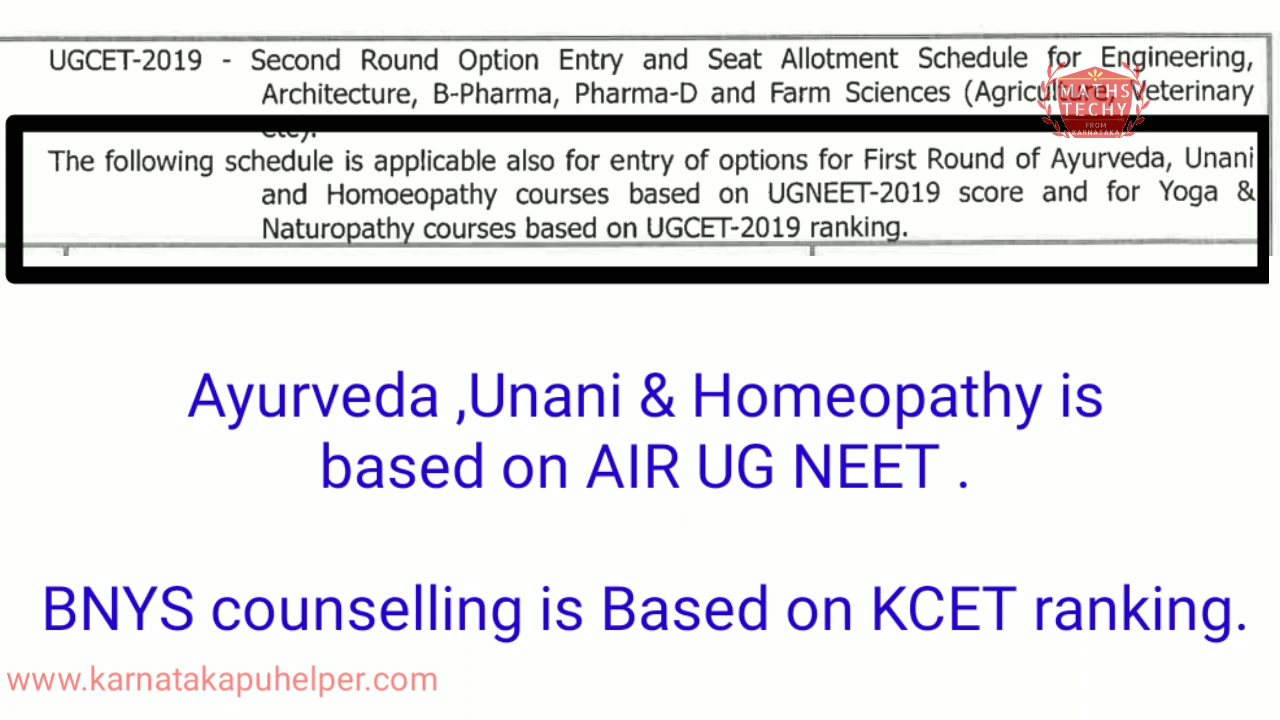 UGCET-2019 - Second Round Option Entry and Seat Allotment Schedule for Engineering,
Architecture, B-Pharma, Pharma-D and Farm Sciences (Agriculture, Veterinary
Etc).
The following schedule is applicable also for entry of options for First Round of Ayurveda, Unani
and Homoeopathy courses based on UGNEET-2019 score and for Yoga &
Naturopathy courses based on UGCET-2019 ranking.
MATHS
TECHY
FROM
KARNATAKA
Ayurveda ,Unani & Homeopathy is
based on AIR UG NEET .
BNYS counselling is Based on KCET ranking.
www.karnatakapuhelper.com